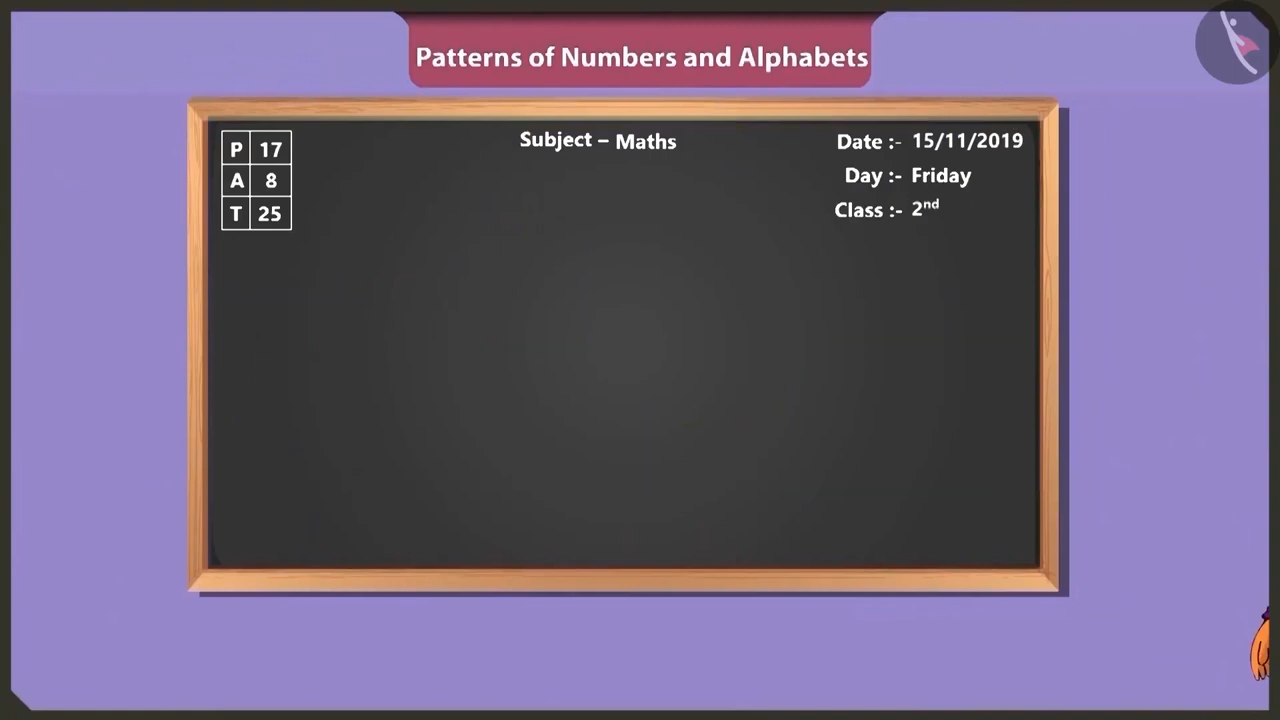 Patterns of Numbers and Alphabets
P 17
A 8
T 25
Subject – Maths
Date :- 15/11/2019
Day :- Friday
Class :- 2nd